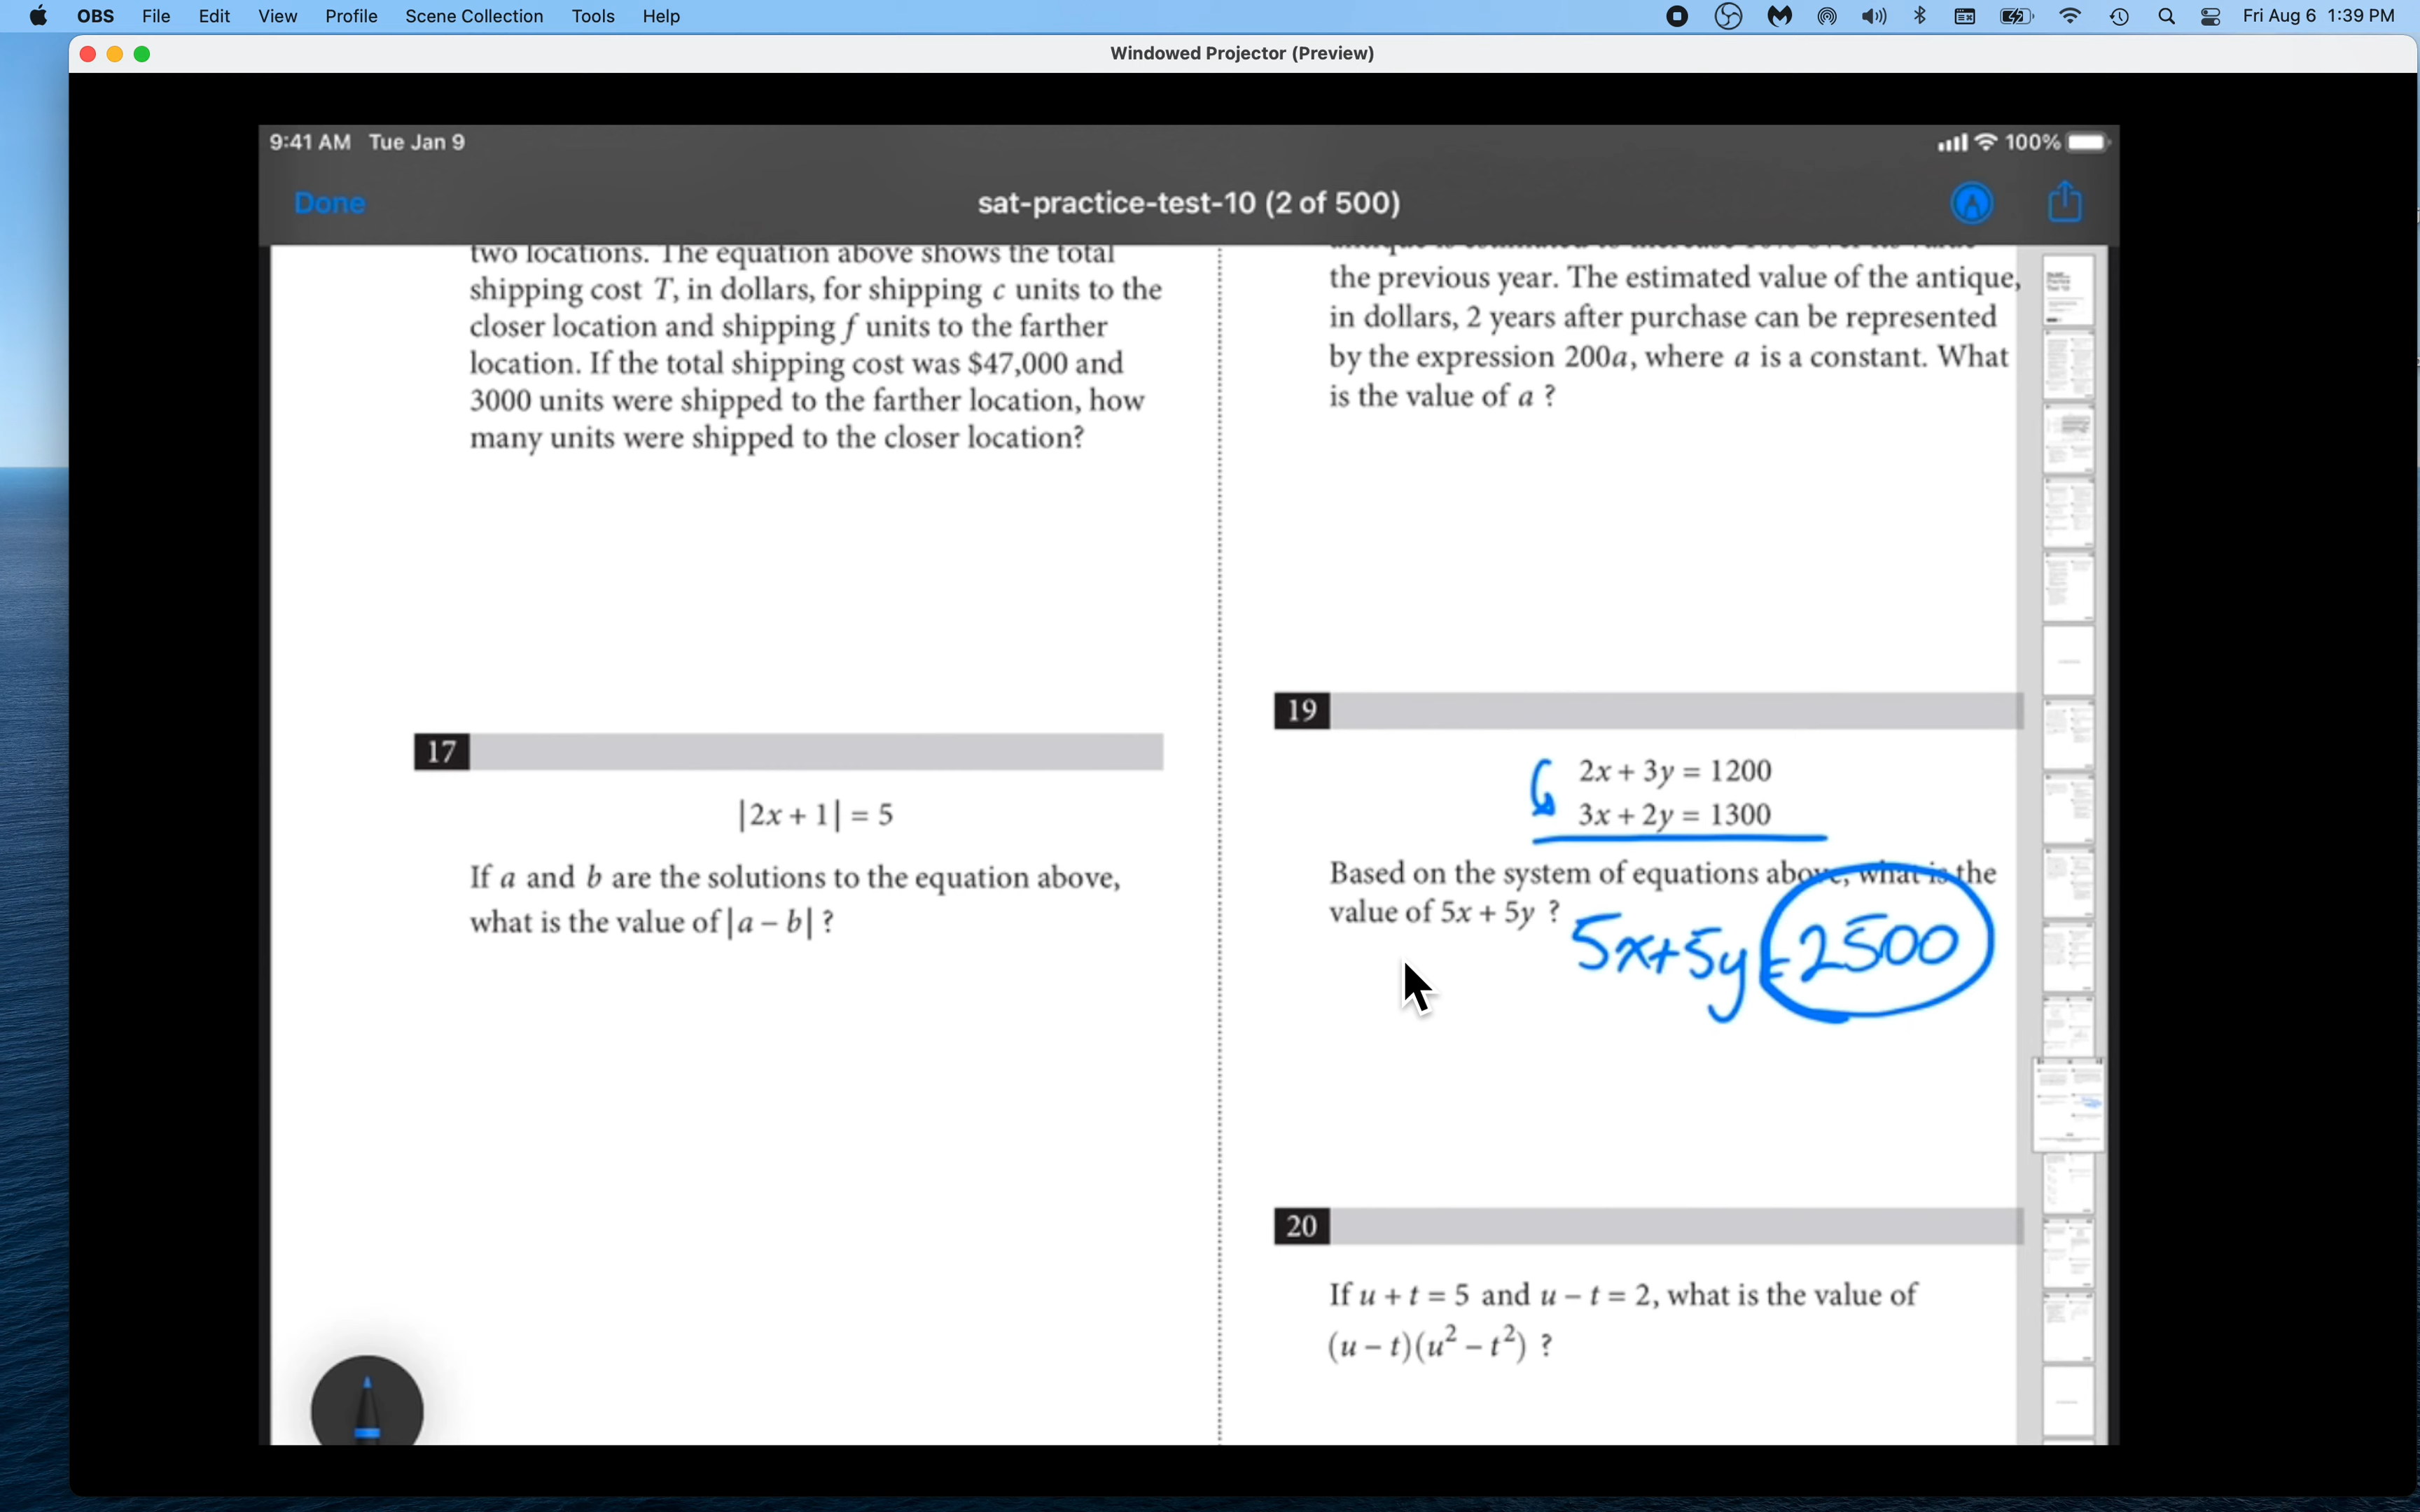 OBS File Edit View Profile Scene Collection Tools Help Fri Aug 6 1:39 PM
Windowed Projector (Preview)
9:41 AM Tue Jan 9 100%
Done sat-practice-test-10 (2 of 500)
two locations. The equation above shows the total
shipping cost T, in dollars, for shipping c units to the
closer location and shipping f units to the farther
location. If the total shipping cost was $47,000 and
3000 units were shipped to the farther location, how
many units were shipped to the closer location?
17
|2x + 1| = 5
If a and b are the solutions to the equation above,
what is the value of |a – b| ?
the previous year. The estimated value of the antique,
in dollars, 2 years after purchase can be represented
by the expression 200a, where a is a constant. What
is the value of a ?
19
2x + 3y = 1200
3x + 2y = 1300
Based on the system of equations above, what is the
value of 5x + 5y ?
5x+5y=2500
20
If u + t = 5 and u – t = 2, what is the value of
(u – t)(u² – t²) ?